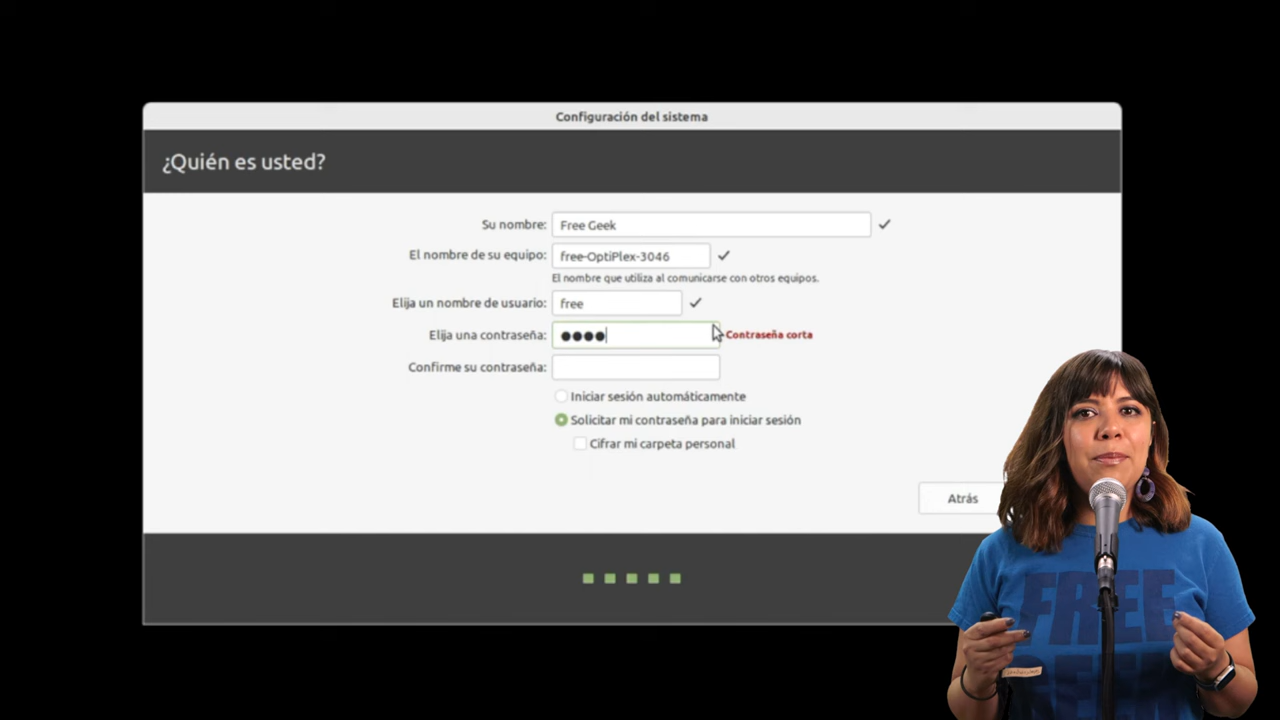 Configuración del sistema
¿Quién es usted?
Su nombre: Free Geek
El nombre de su equipo: free-OptiPlex-3046
El nombre que utiliza al comunicarse con otros equipos.
Elija un nombre de usuario: free
Elija una contraseña: ●●●● Contraseña corta
Confirme su contraseña:
Iniciar sesión automáticamente
Solicitar mi contraseña para iniciar sesión
Cifrar mi carpeta personal
Atrás
FREE
GEEK